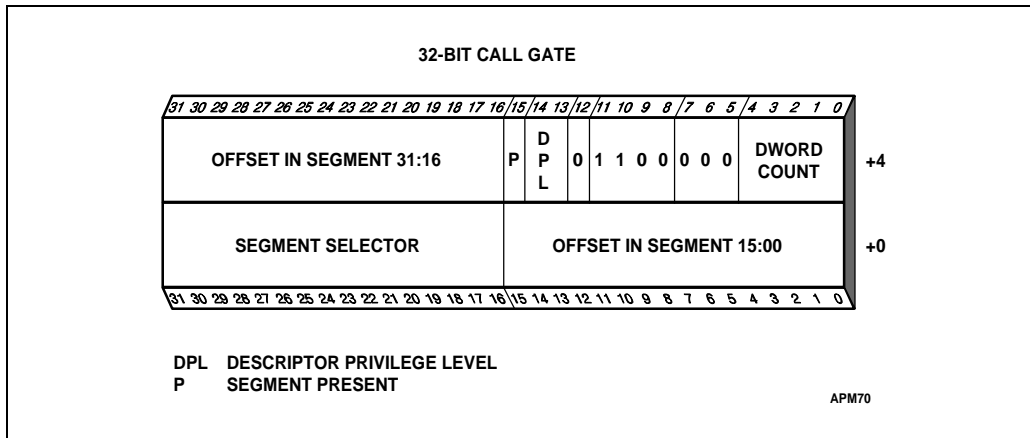 32-BIT CALL GATE
31 30 29 28 27 26 25 24 23 22 21 20 19 18 17 16 15 14 13 12 11 10 9 8 7 6 5 4 3 2 1 0
OFFSET IN SEGMENT 31:16 P DPL 0 1 1 0 0 0 0 0 DWORD COUNT +4
SEGMENT SELECTOR OFFSET IN SEGMENT 15:00 +0
31 30 29 28 27 26 25 24 23 22 21 20 19 18 17 16 15 14 13 12 11 10 9 8 7 6 5 4 3 2 1 0
DPL DESCRIPTOR PRIVILEGE LEVEL
P SEGMENT PRESENT
APM70